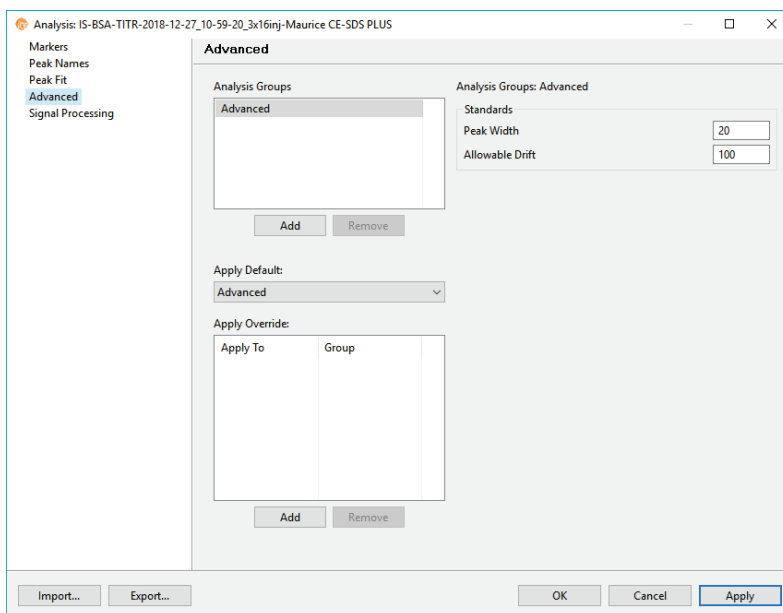 Analysis: IS-BSA-TITR-2018-12-27_10-59-20_3x16inj-Maurice CE-SDS PLUS
Markers
Peak Names
Peak Fit
Advanced
Signal Processing
Advanced
Analysis Groups
Advanced
Add
Remove
Apply Default:
Advanced
Apply Override:
Apply To
Group
Add
Remove
Analysis Groups: Advanced
Standards
Peak Width
20
Allowable Drift
100
Import...
Export...
OK
Cancel
Apply